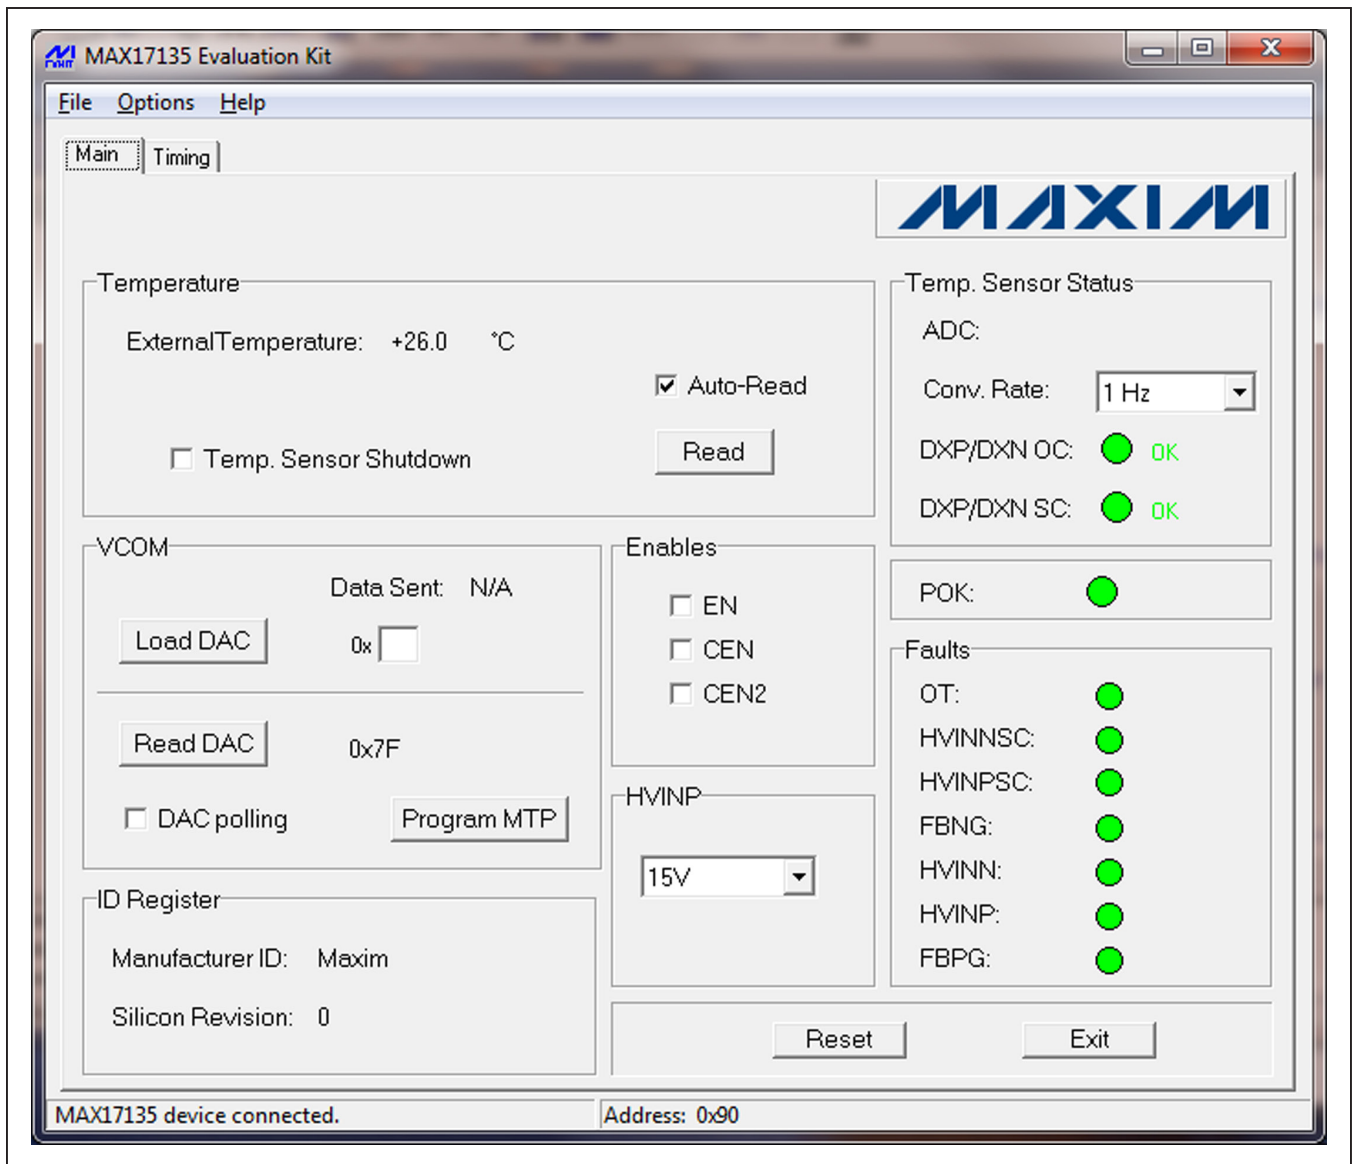 MAX17135 Evaluation Kit
File Options Help
Main Timing
MAXIM
Temperature
External Temperature: +26.0 °C
Auto-Read
Temp. Sensor Shutdown
Read
Temp. Sensor Status
ADC:
Conv. Rate: 1 Hz
DXP/DXN OC: OK
DXP/DXN SC: OK
VCOM
Data Sent: N/A
Load DAC 0x
Read DAC 0x7F
DAC polling Program MTP
Enables
EN
CEN
CEN2
POK:
Faults
OT:
HVINNSC:
HVINPSC:
FBNG:
HVINN:
HVINP:
FBPG:
HVINP
15V
ID Register
Manufacturer ID: Maxim
Silicon Revision: 0
Reset Exit
MAX17135 device connected. Address: 0x90